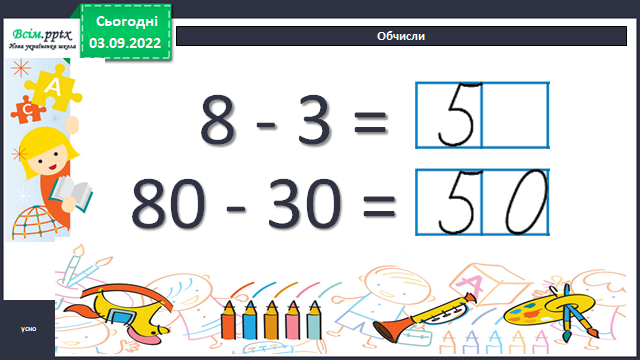 Всім.pptx
Нова українська школа
Сьогодні
03.09.2022
Обчисли
А
С
8 - 3 = 5
80 - 30 = 50
А
усно